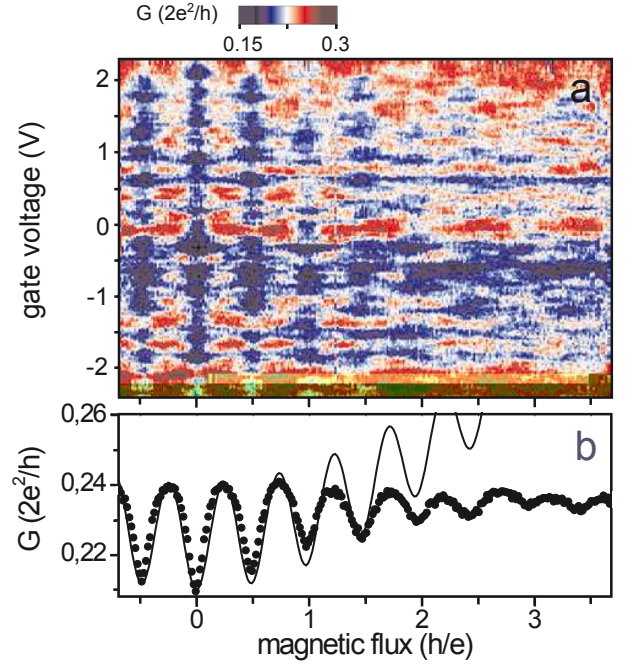 G (2e²/h)
0.15 0.3
a
gate voltage (V)
2
1
0
-1
-2
b
G (2e²/h)
0,26
0,24
0,22
0 1 2 3
magnetic flux (h/e)